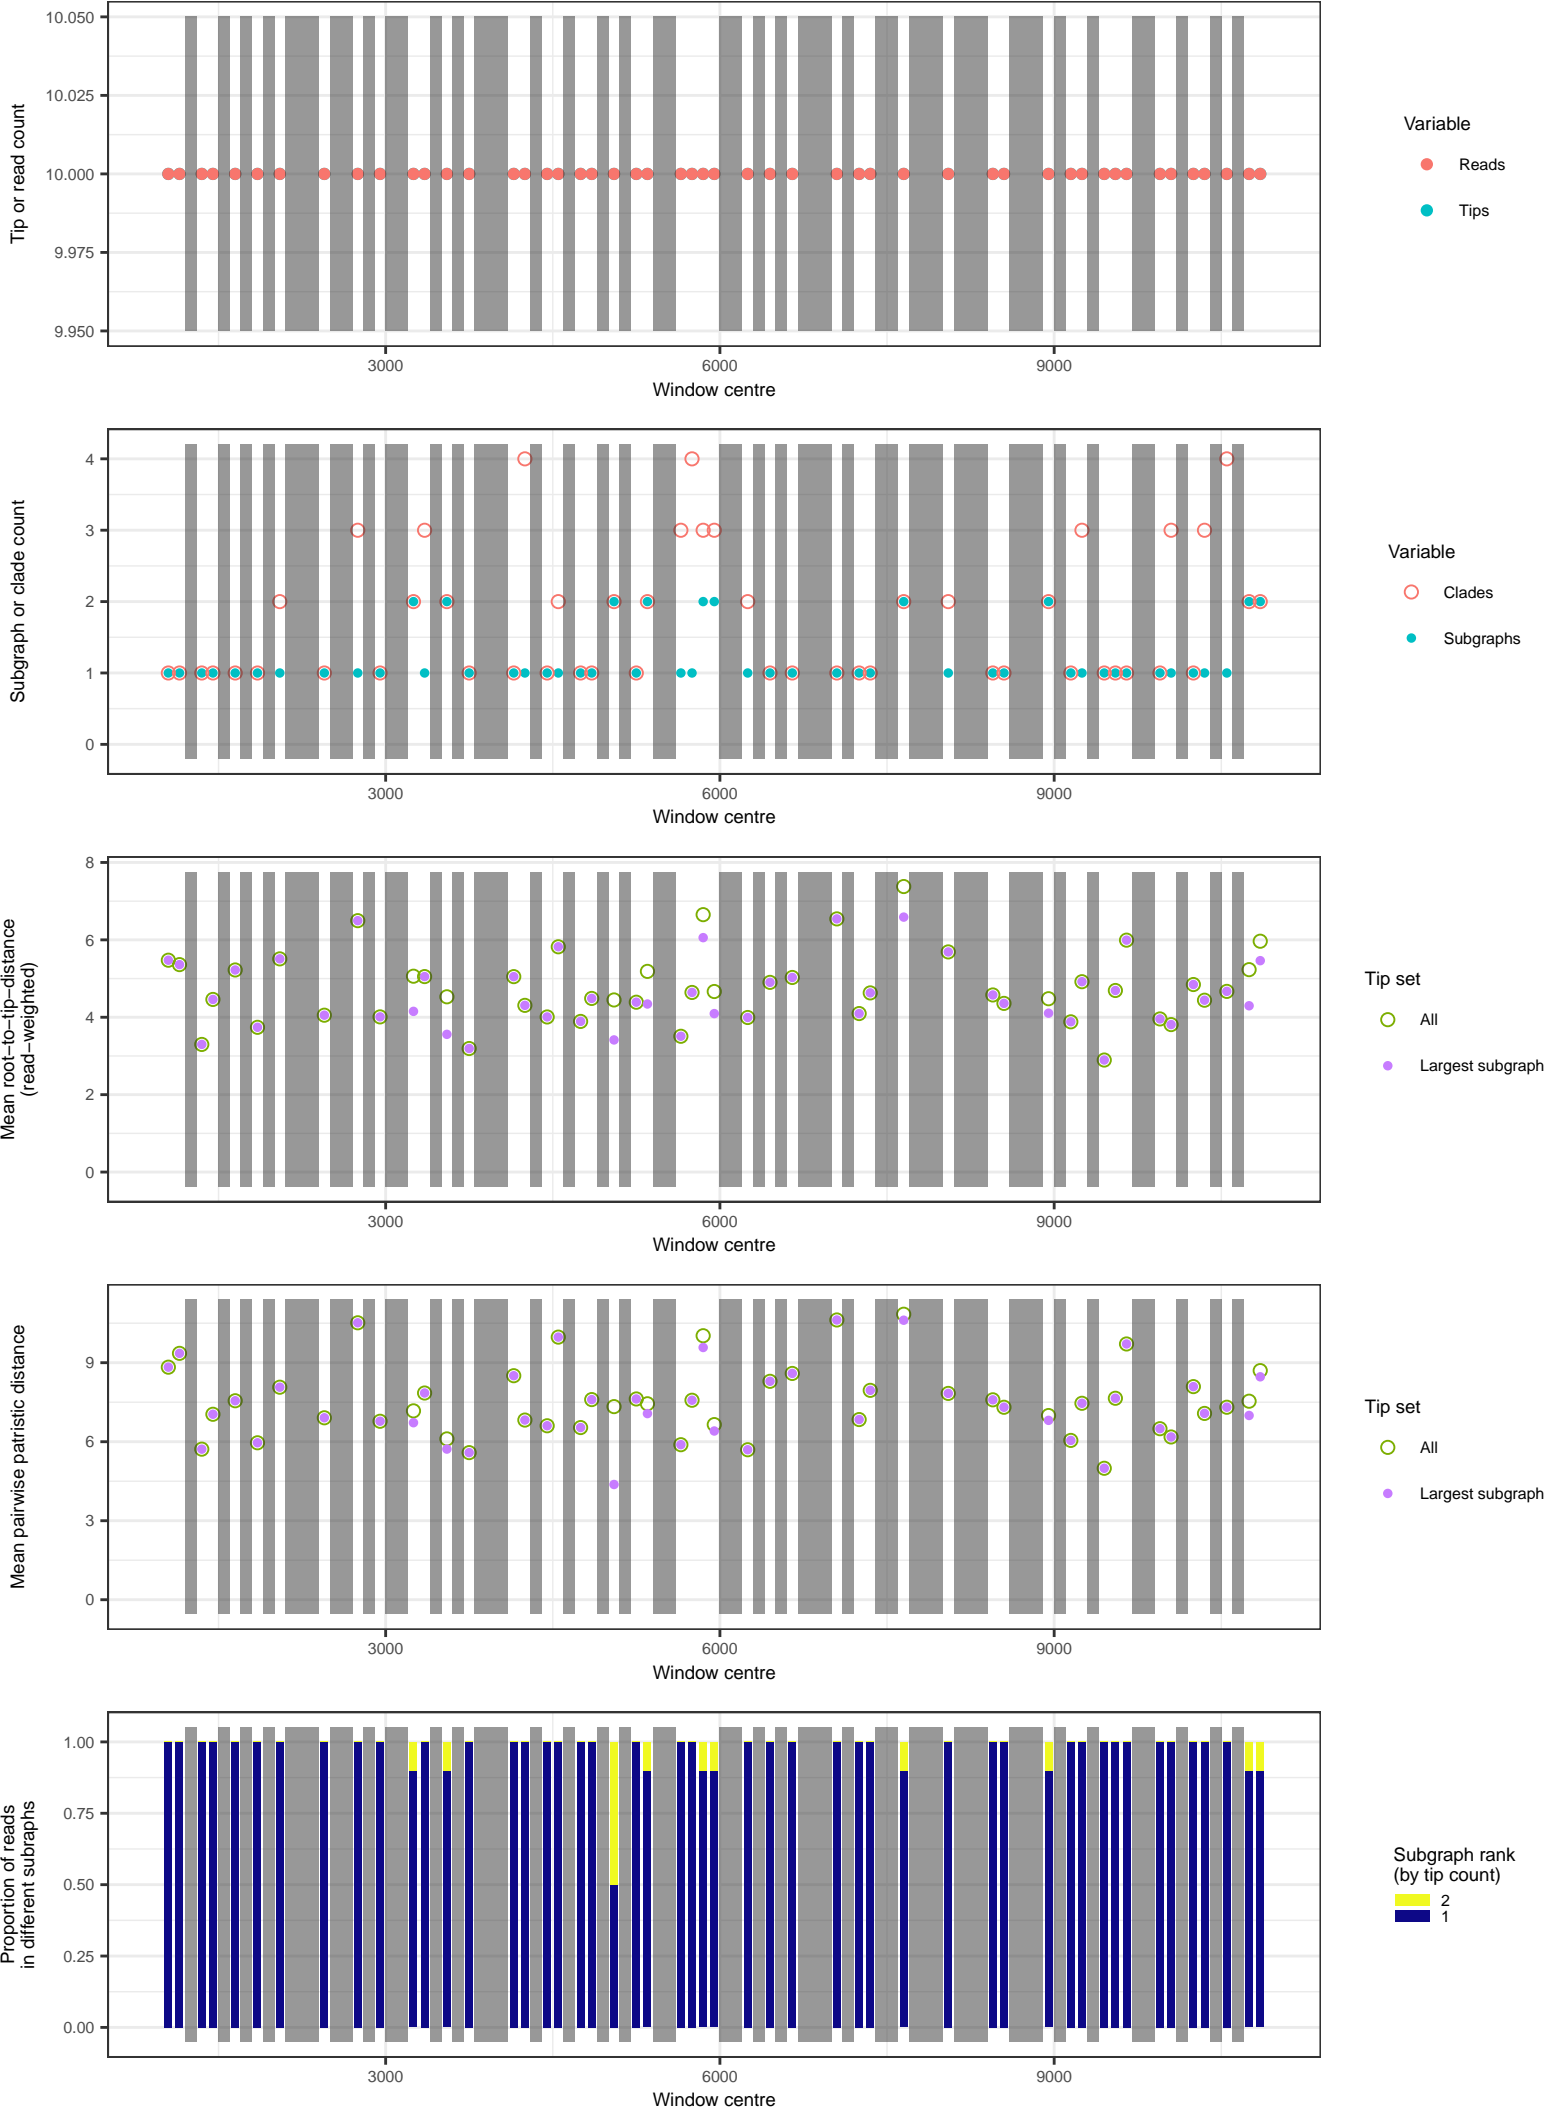 10.050
10.025
10.000
9.975
9.950
Tip or read count
3000
6000
9000
Window centre
Variable
Reads
Tips
4
3
2
1
0
Subgraph or clade count
3000
6000
9000
Window centre
Variable
Clades
Subgraphs
8
6
4
2
0
Mean root−to−tip−distance
(read−weighted)
3000
6000
9000
Window centre
Tip set
All
Largest subgraph
9
6
3
0
Mean pairwise patristic distance
3000
6000
9000
Window centre
Tip set
All
Largest subgraph
1.00
0.75
0.50
0.25
0.00
Proportion of reads
in different subraphs
3000
6000
9000
Window centre
Subgraph rank
(by tip count)
2
1